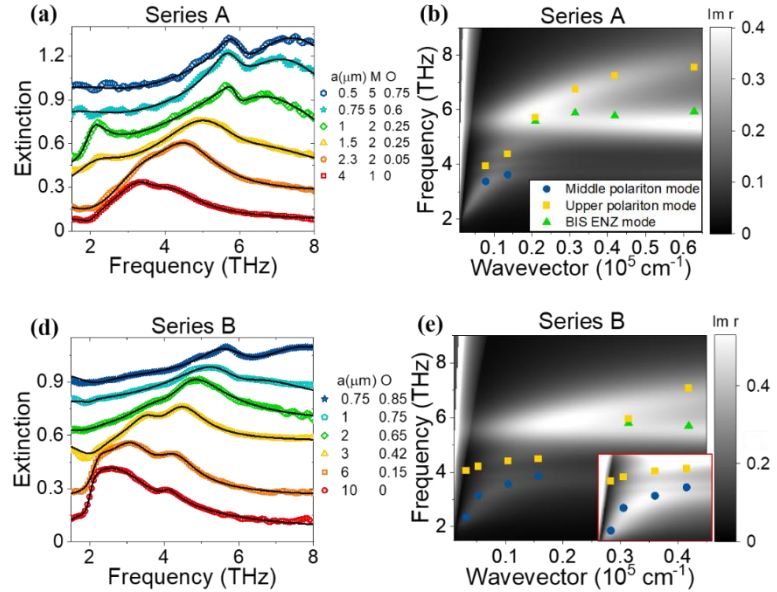 (a)
Series A
Extinction
1.2
0.9
0.6
0.3
0
2
4
6
8
Frequency (THz)
a(μm) M O
0.5 5 0.75
0.75 5 0.6
1 2 0.25
1.5 2 0.25
2.3 2 0.05
4 1 0
(b)
Series A
Im r
Frequency (THz)
8
6
4
2
Middle polariton mode
Upper polariton mode
BIS ENZ mode
0.1 0.2 0.3 0.4 0.5 0.6
Wavevector (10⁵ cm⁻¹)
0.4
0.3
0.2
0.1
0
(d)
Series B
Extinction
0.9
0.6
0.3
0
2
4
6
8
Frequency (THz)
a(μm) O
0.75 0.85
1 0.75
2 0.65
3 0.42
6 0.15
10 0
(e)
Series B
Im r
Frequency (THz)
8
6
4
2
0.1 0.2 0.3 0.4
Wavevector (10⁵ cm⁻¹)
0.4
0.2
0